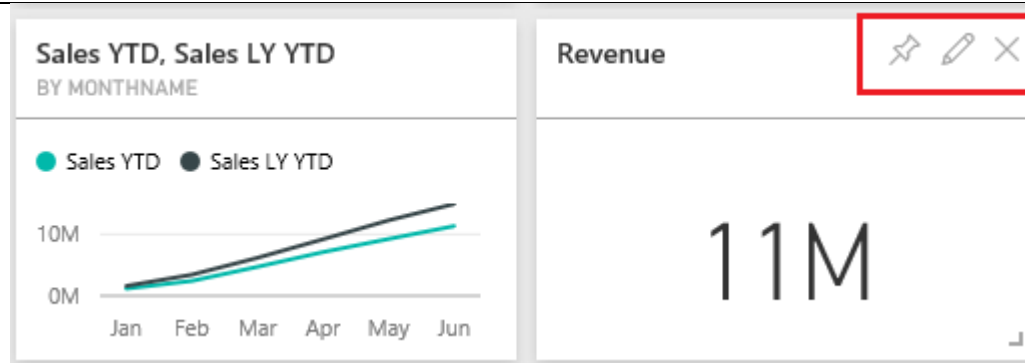 Sales YTD, Sales LY YTD
BY MONTHNAME
Sales YTD Sales LY YTD
10M
0M
Jan Feb Mar Apr May Jun
Revenue
11M